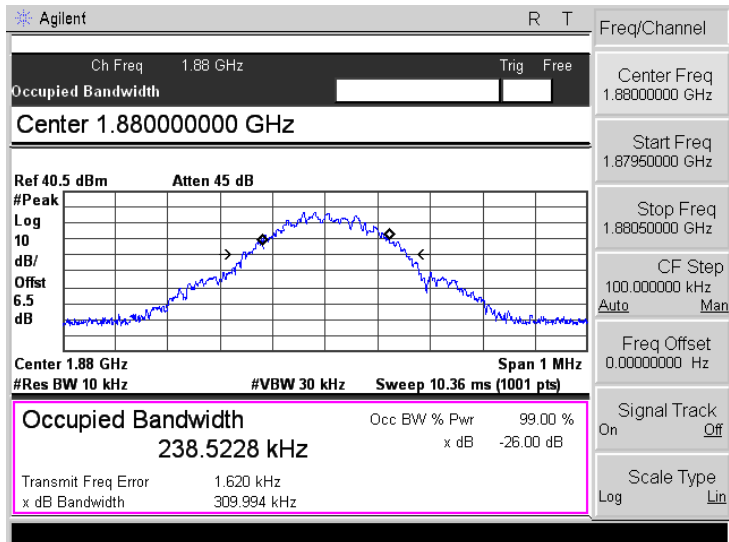 Agilent R T
Ch Freq 1.88 GHz Trig Free
Occupied Bandwidth
Center 1.880000000 GHz
Ref 40.5 dBm Atten 45 dB
#Peak
Log
10
dB/
Offst
6.5
dB
Center 1.88 GHz Span 1 MHz
#Res BW 10 kHz #VBW 30 kHz Sweep 10.36 ms (1001 pts)
Occupied Bandwidth
238.5228 kHz
Occ BW % Pwr 99.00 %
x dB -26.00 dB
Transmit Freq Error 1.620 kHz
x dB Bandwidth 309.994 kHz
Freq/Channel
Center Freq
1.88000000 GHz
Start Freq
1.87950000 GHz
Stop Freq
1.88050000 GHz
CF Step
100.000000 kHz
Auto Man
Freq Offset
0.00000000 Hz
Signal Track
On Off
Scale Type
Log Lin